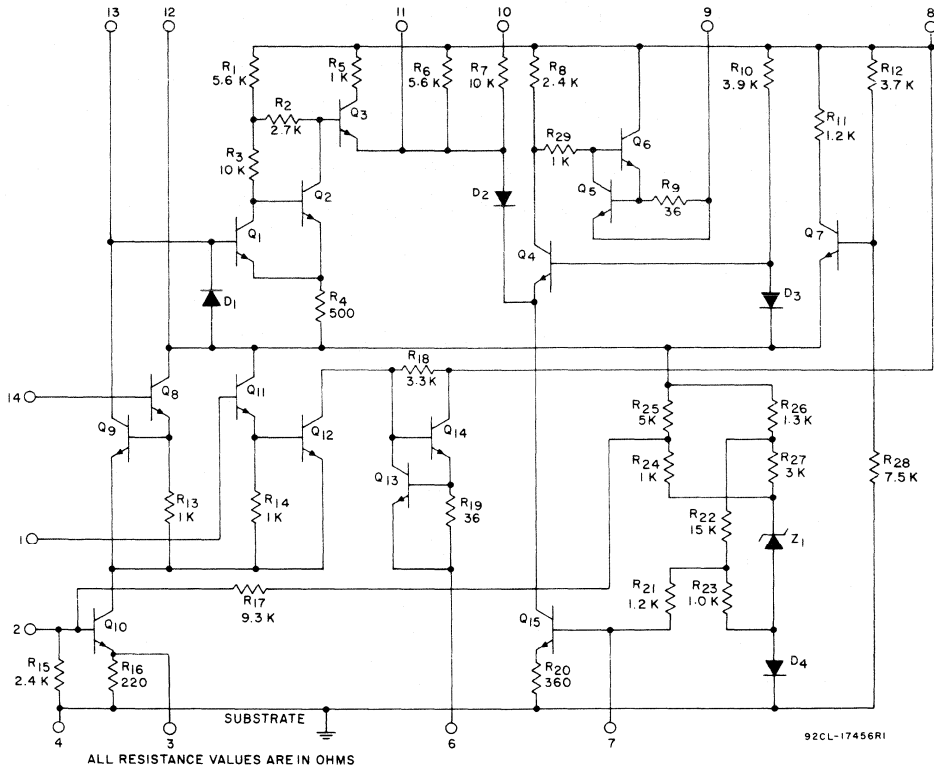 13
12
11
10
9
8
R1
5.6 K
R2
2.7K
R3
10 K
R5
1 K
Q3
R6
5.6 K
R7
10 K
R8
2.4 K
R29
1 K
Q6
Q5
R9
36
R10
3.9 K
R12
3.7 K
R11
1.2 K
Q2
Q1
D1
R4
500
D2
Q4
D3
Q7
14
Q8
Q9
Q11
Q12
R18
3.3 K
Q14
Q13
R13
1 K
R14
1 K
R19
36
R25
5K
R24
1 K
R26
1.3 K
R27
3 K
R28
7.5 K
R22
15 K
Z1
1
R17
9.3 K
R21
1.2 K
R23
1.0 K
2
Q10
R15
2.4 K
R16
220
Q15
R20
360
D4
SUBSTRATE
4
3
6
7
92CL-17456R1
ALL RESISTANCE VALUES ARE IN OHMS